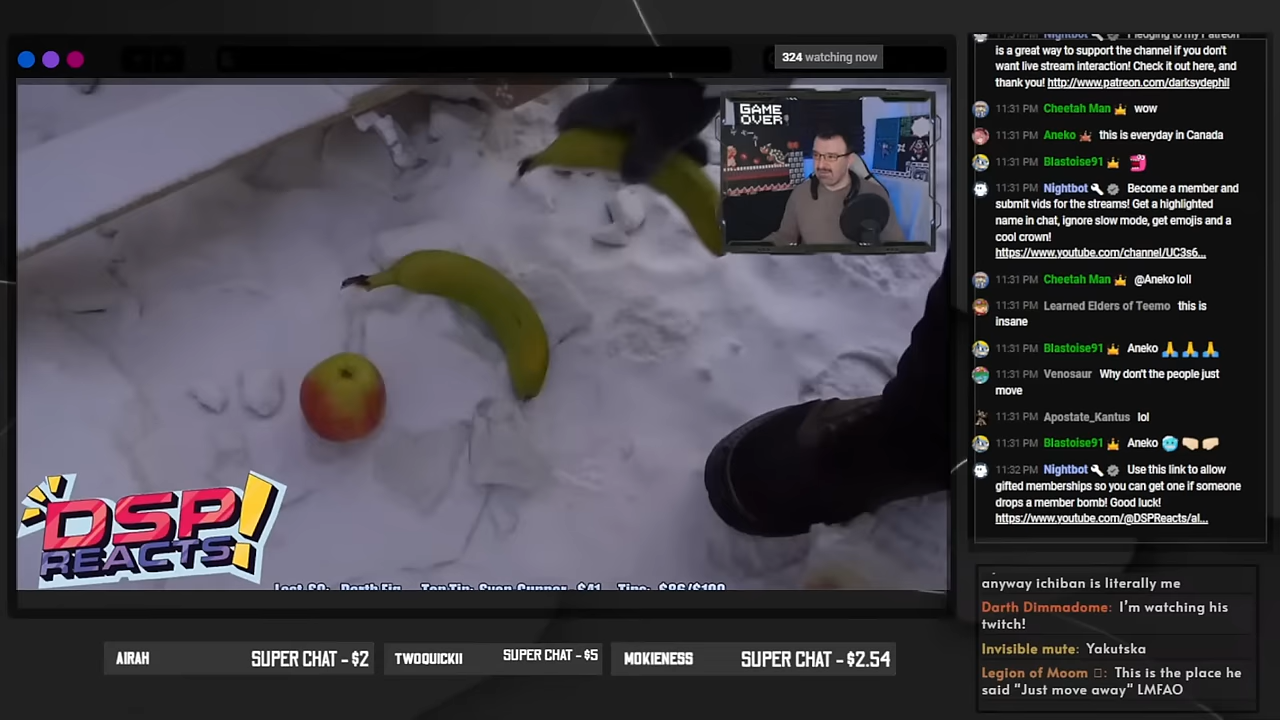 324 watching now
GAME
OVER
DSP!
REACTS
AIRAH SUPER CHAT - $2
TWOQUICKII SUPER CHAT - $5
MOKIENESS SUPER CHAT - $2.54
11:31 PM Nightbot Pledging to my Patreon
is a great way to support the channel if you don't
want live stream interaction! Check it out here, and
thank you! http://www.patreon.com/darksydephil
11:31 PM Cheetah Man wow
11:31 PM Aneko this is everyday in Canada
11:31 PM Blastoise91
11:31 PM Nightbot Become a member and
submit vids for the streams! Get a highlighted
name in chat, ignore slow mode, get emojis and a
cool crown!
https://www.youtube.com/channel/UC3s6...
11:31 PM Cheetah Man @Aneko loll
11:31 PM Learned Elders of Teemo this is
insane
11:31 PM Blastoise91 Aneko 🙏🙏🙏
11:31 PM Venosaur Why don't the people just
move
11:31 PM Apostate_Kantus lol
11:31 PM Blastoise91 Aneko 🥶🤜🤛
11:32 PM Nightbot Use this link to allow
gifted memberships so you can get one if someone
drops a member bomb! Good luck!
https://www.youtube.com/@DSPReacts/al...
anyway ichiban is literally me
Darth Dimmadome: I'm watching his
twitch!
Invisible mute: Yakutska
Legion of Moom: This is the place he
said "Just move away" LMFAO